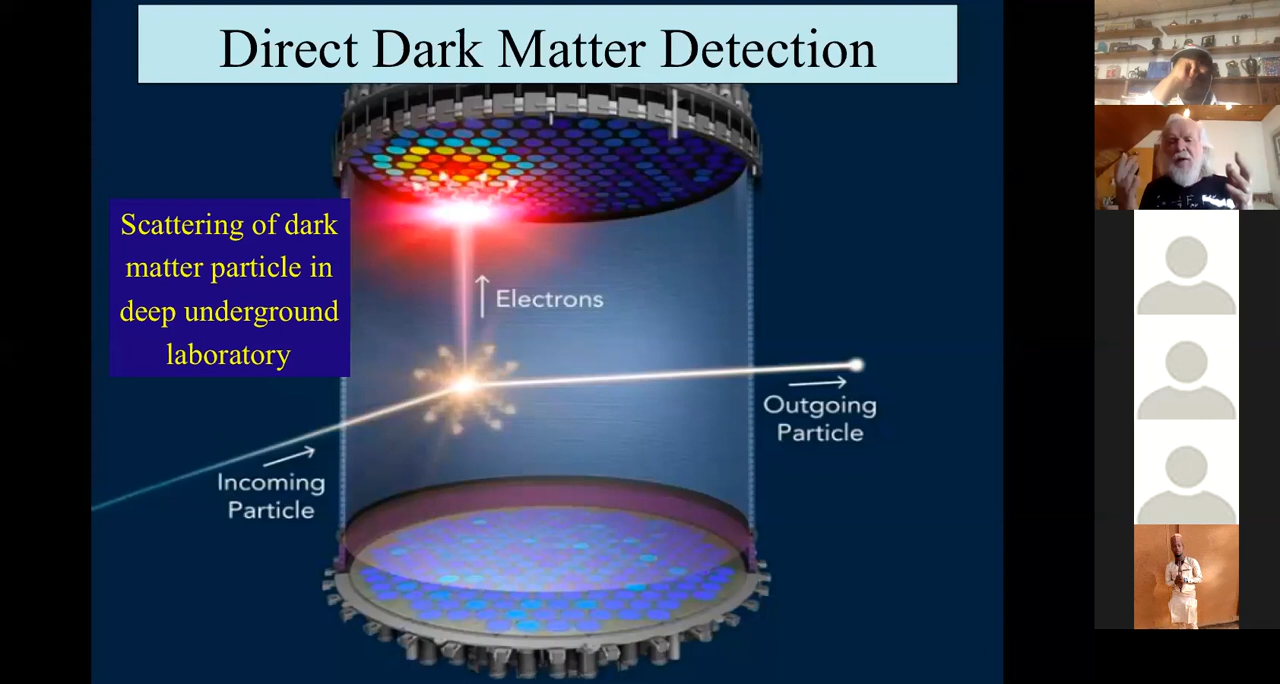 Direct Dark Matter Detection
Scattering of dark
matter particle in
deep underground
laboratory
Electrons
Outgoing
Particle
Incoming
Particle